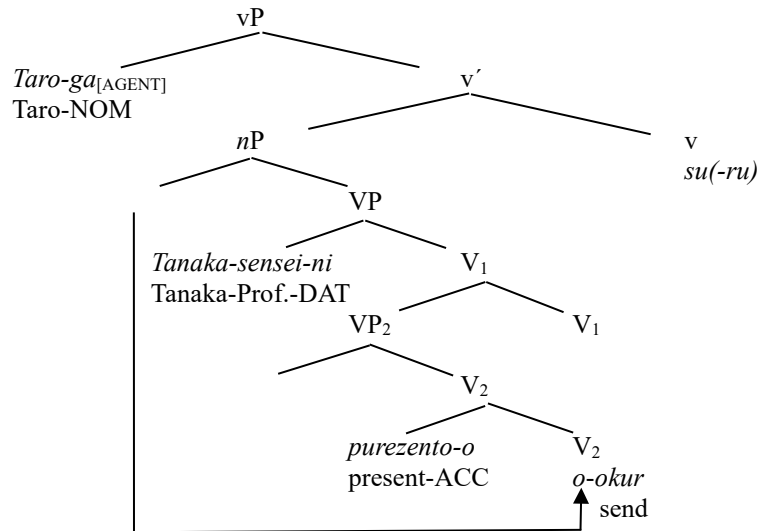 vP
Taro-ga[AGENT] v´
Taro-NOM
nP v
su(-ru)
VP
Tanaka-sensei-ni V₁
Tanaka-Prof.-DAT
VP₂ V₁
V₂
purezento-o V₂
present-ACC o-okur
send